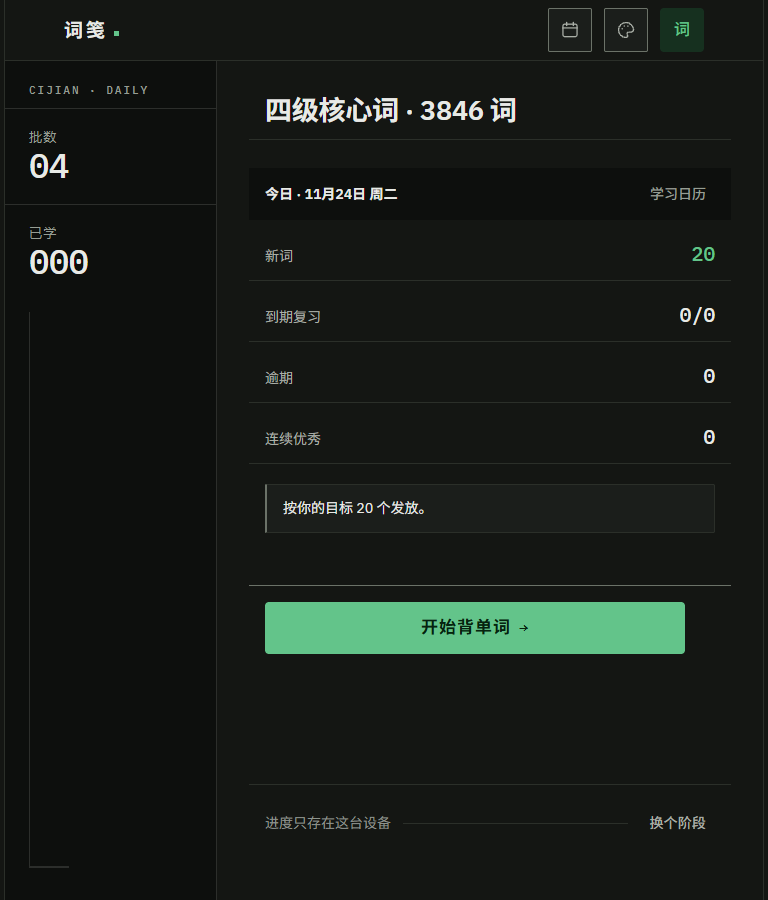 词笺
词
CIJIAN · DAILY
批数
04
已学
000
四级核心词 · 3846 词
今日 · 11月24日 周二
学习日历
新词
20
到期复习
0/0
逾期
0
连续优秀
0
按你的目标 20 个发放。
开始背单词 →
进度只存在这台设备
换个阶段